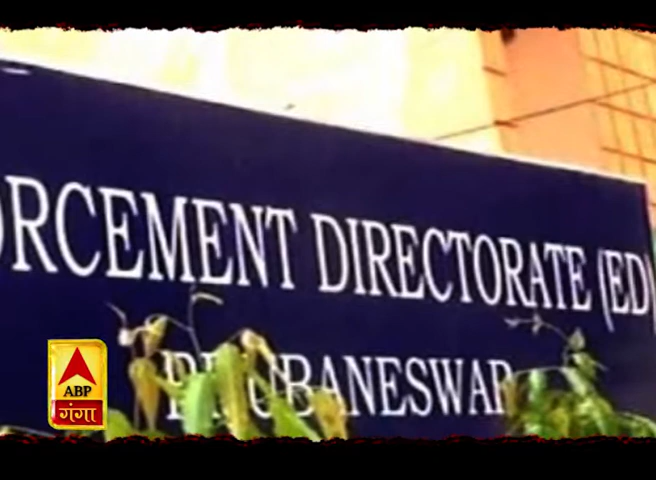 ORCEMENT DIRECTORATE (ED)
BHUBANESWAR
ABP
गंगा